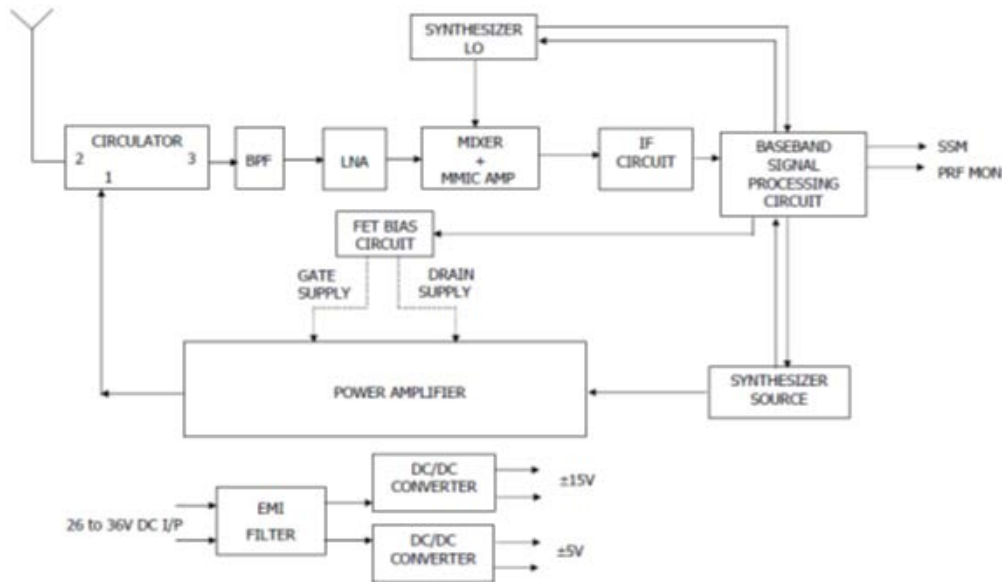 SYNTHESIZER
LO
CIRCULATOR
2
3
1
BPF
LNA
MIXER
+
MMIC AMP
IF
CIRCUIT
BASEBAND
SIGNAL
PROCESSING
CIRCUIT
SSM
PRF MON
FET BIAS
CIRCUIT
GATE
SUPPLY
DRAIN
SUPPLY
POWER AMPLIFIER
SYNTHESIZER
SOURCE
26 to 36V DC I/P
EMI
FILTER
DC/DC
CONVERTER
±15V
DC/DC
CONVERTER
±5V